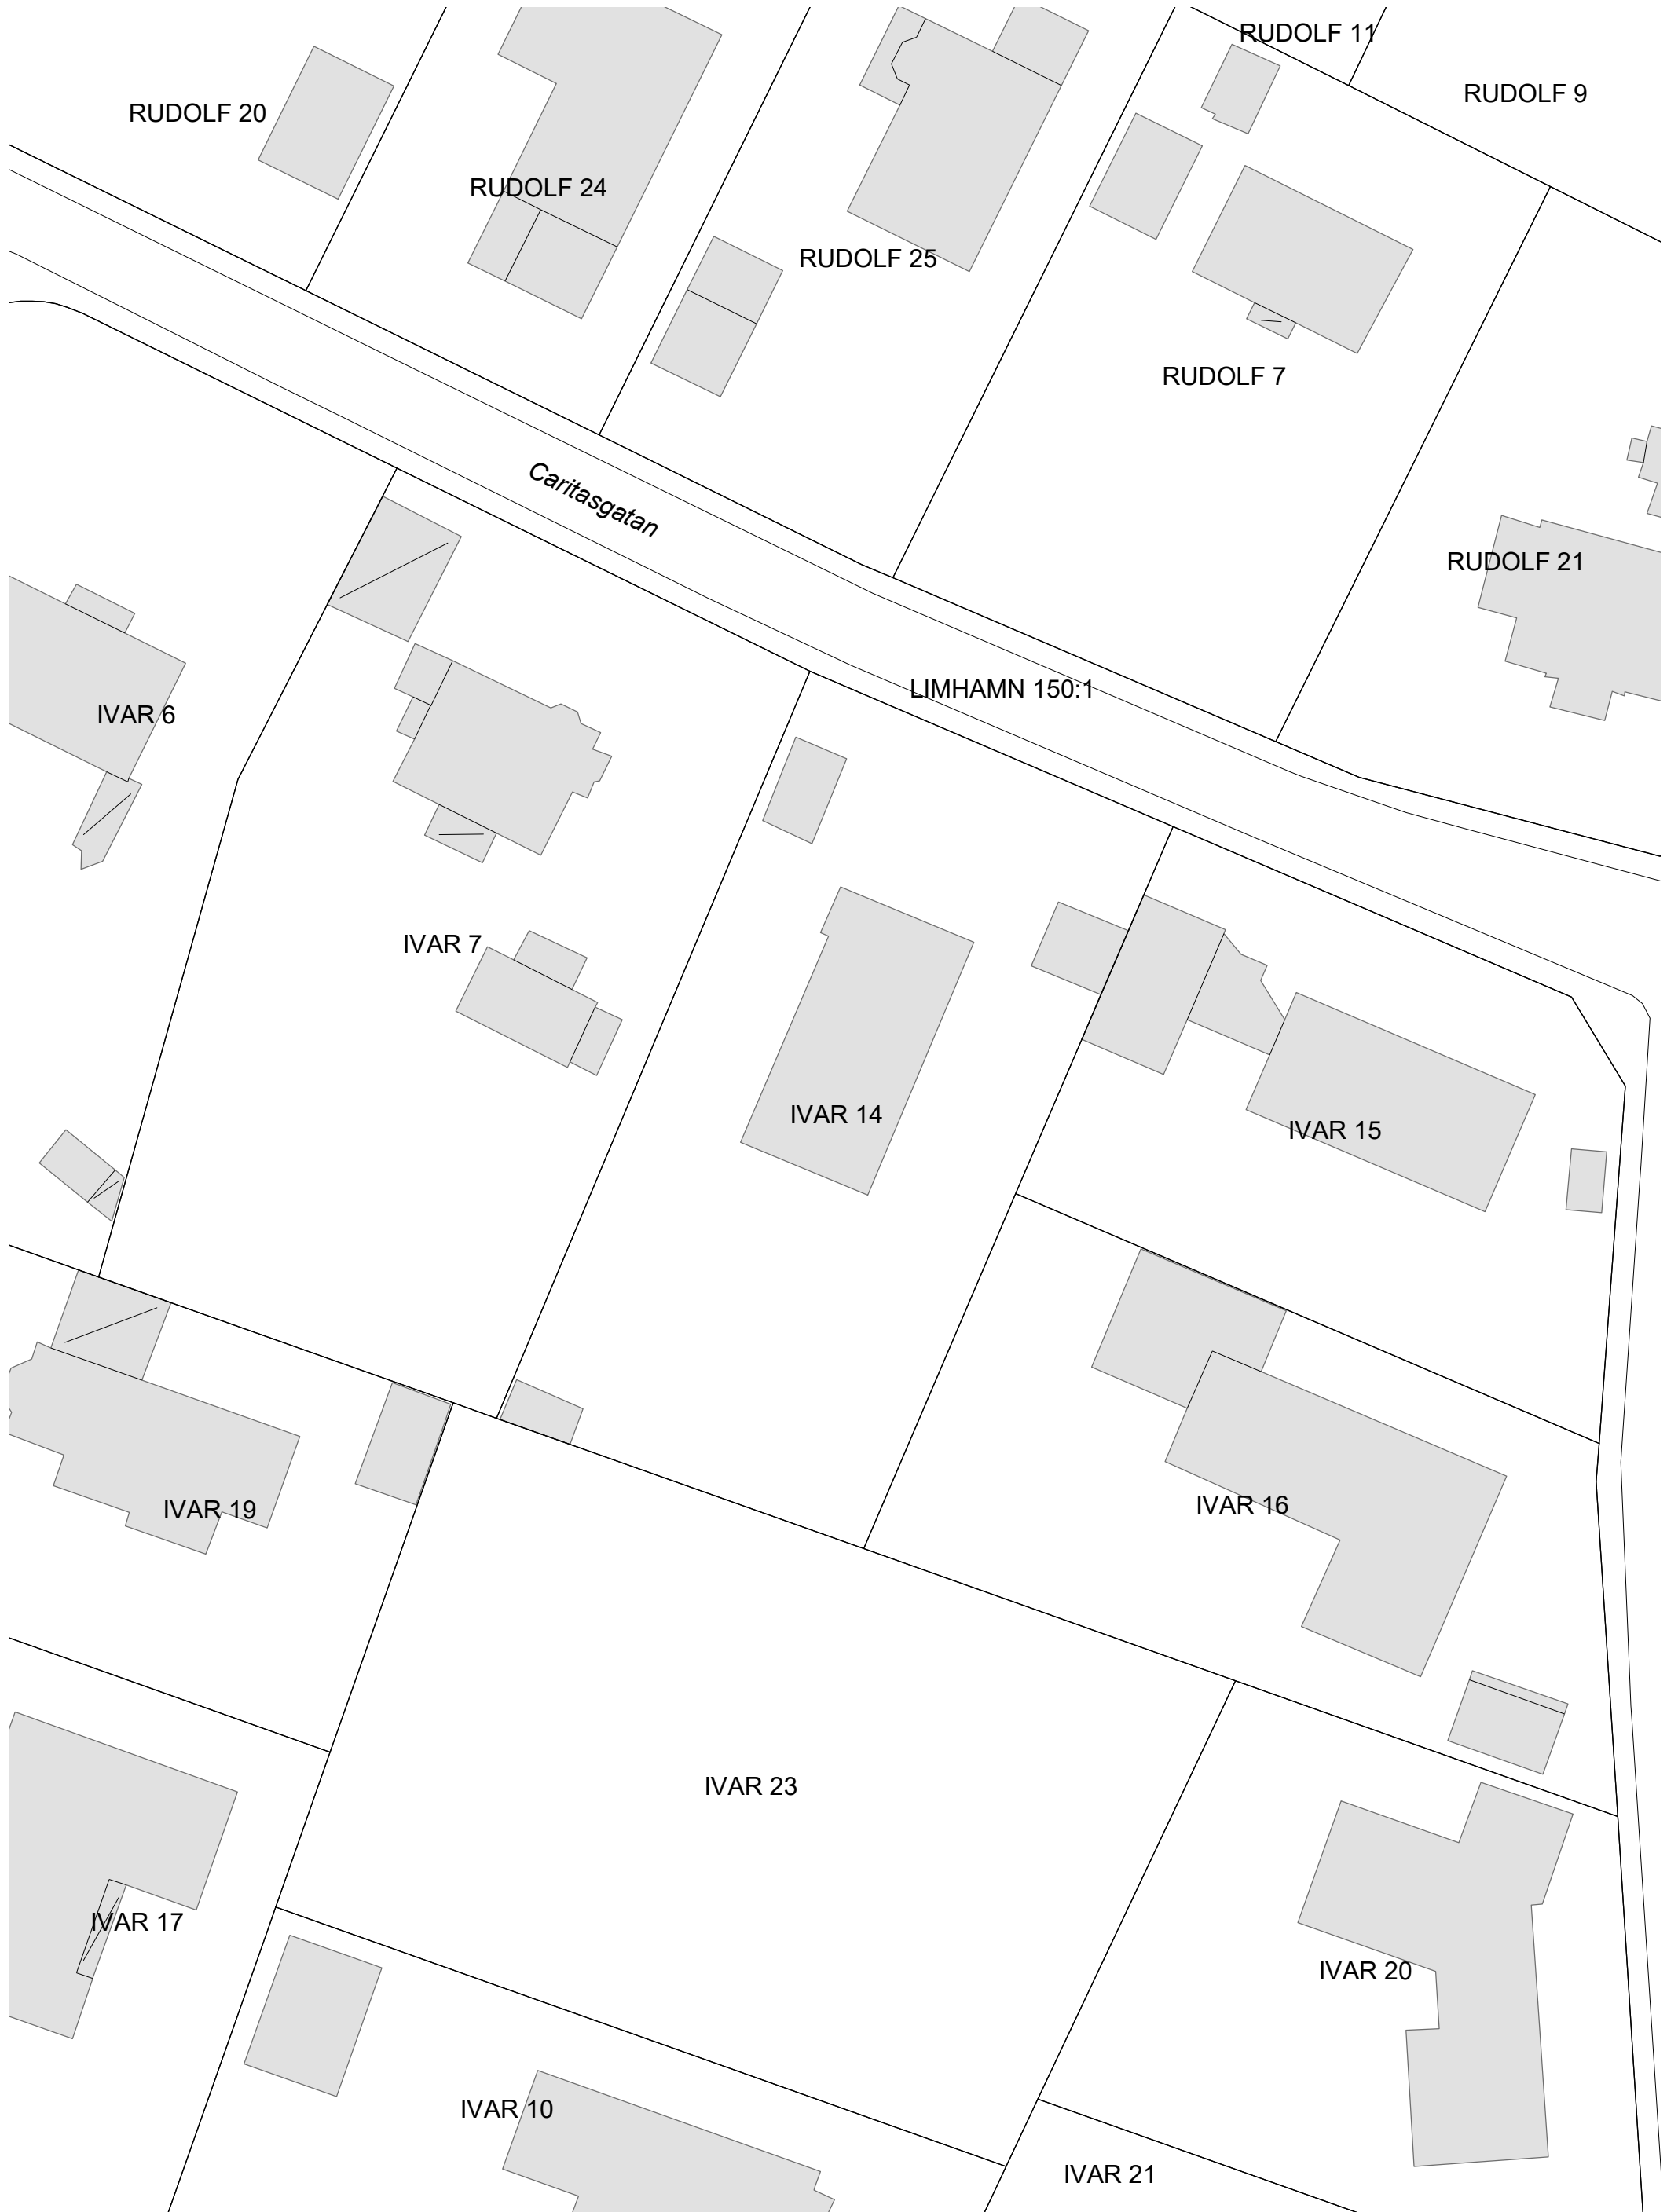 RUDOLF 11
RUDOLF 9
RUDOLF 20
RUDOLF 24
RUDOLF 25
RUDOLF 7
Caritasgatan
RUDOLF 21
LIMHAMN 150:1
IVAR 6
IVAR 7
IVAR 14
IVAR 15
IVAR 16
IVAR 19
IVAR 23
IVAR 17
IVAR 20
IVAR 10
IVAR 21